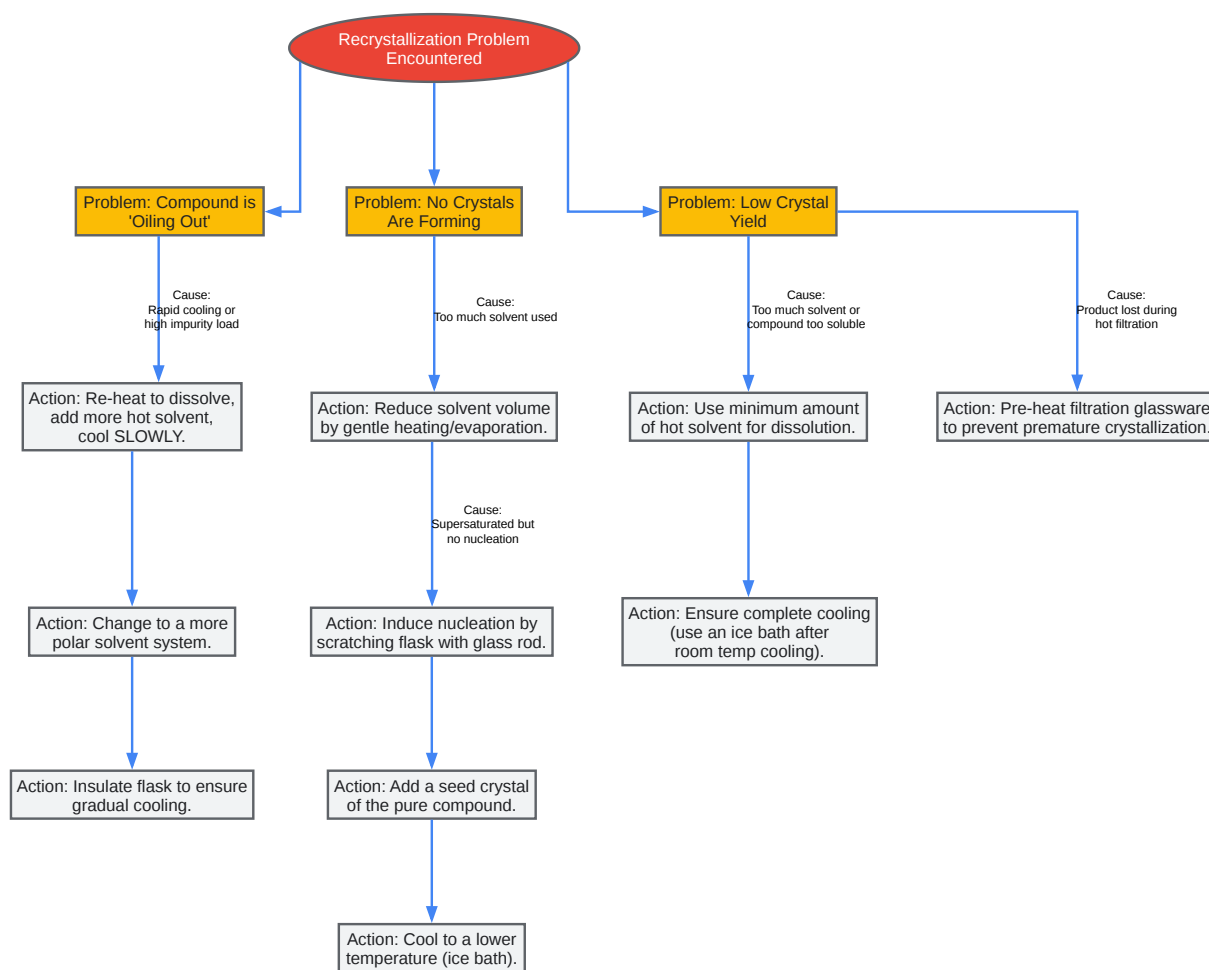 Recrystallization Problem
Encountered
Problem: Compound is
'Oiling Out'
Problem: No Crystals
Are Forming
Problem: Low Crystal
Yield
Cause:
Rapid cooling or
high impurity load
Cause:
Too much solvent used
Cause:
Too much solvent or
compound too soluble
Cause:
Product lost during
hot filtration
Action: Re-heat to dissolve,
add more hot solvent,
cool SLOWLY.
Action: Reduce solvent volume
by gentle heating/evaporation.
Action: Use minimum amount
of hot solvent for dissolution.
Action: Pre-heat filtration glassware
to prevent premature crystallization.
Cause:
Supersaturated but
no nucleation
Action: Change to a more
polar solvent system.
Action: Induce nucleation by
scratching flask with glass rod.
Action: Ensure complete cooling
(use an ice bath after
room temp cooling).
Action: Insulate flask to ensure
gradual cooling.
Action: Add a seed crystal
of the pure compound.
Action: Cool to a lower
temperature (ice bath).